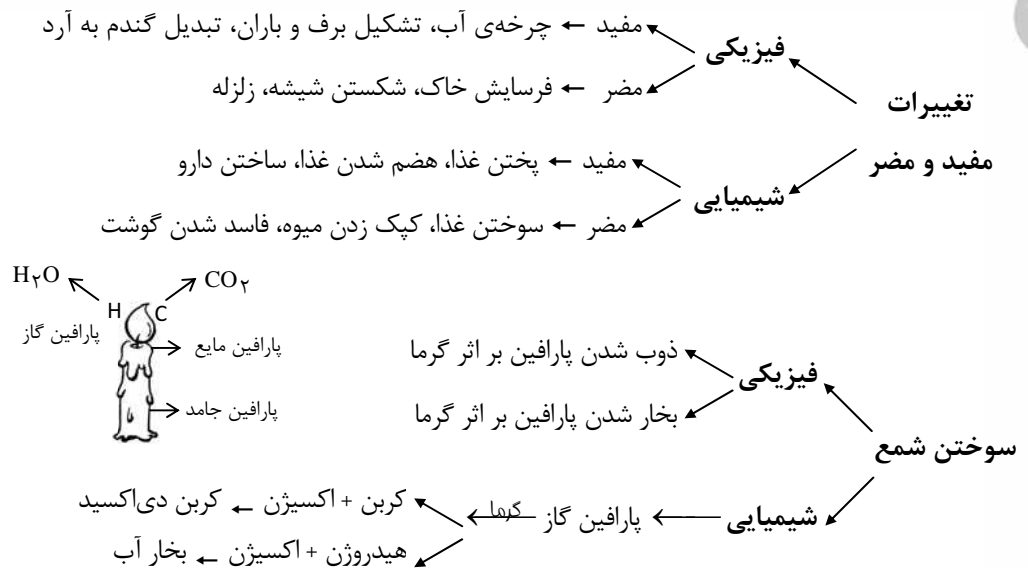 تغییرات
مفید و مضر
فیزیکی
مفید ← چرخه‌ی آب، تشکیل برف و باران، تبدیل گندم به آرد
مضر ← فرسایش خاک، شکستن شیشه، زلزله
شیمیایی
مفید ← پختن غذا، هضم شدن غذا، ساختن دارو
مضر ← سوختن غذا، کپک زدن میوه، فاسد شدن گوشت
H۲O
CO۲
H
C
پارافین گاز
پارافین مایع
پارافین جامد
سوختن شمع
فیزیکی
ذوب شدن پارافین بر اثر گرما
بخار شدن پارافین بر اثر گرما
شیمیایی ← پارافین گاز ← گرما
کربن + اکسیژن ← کربن دی‌اکسید
هیدروژن + اکسیژن ← بخار آب